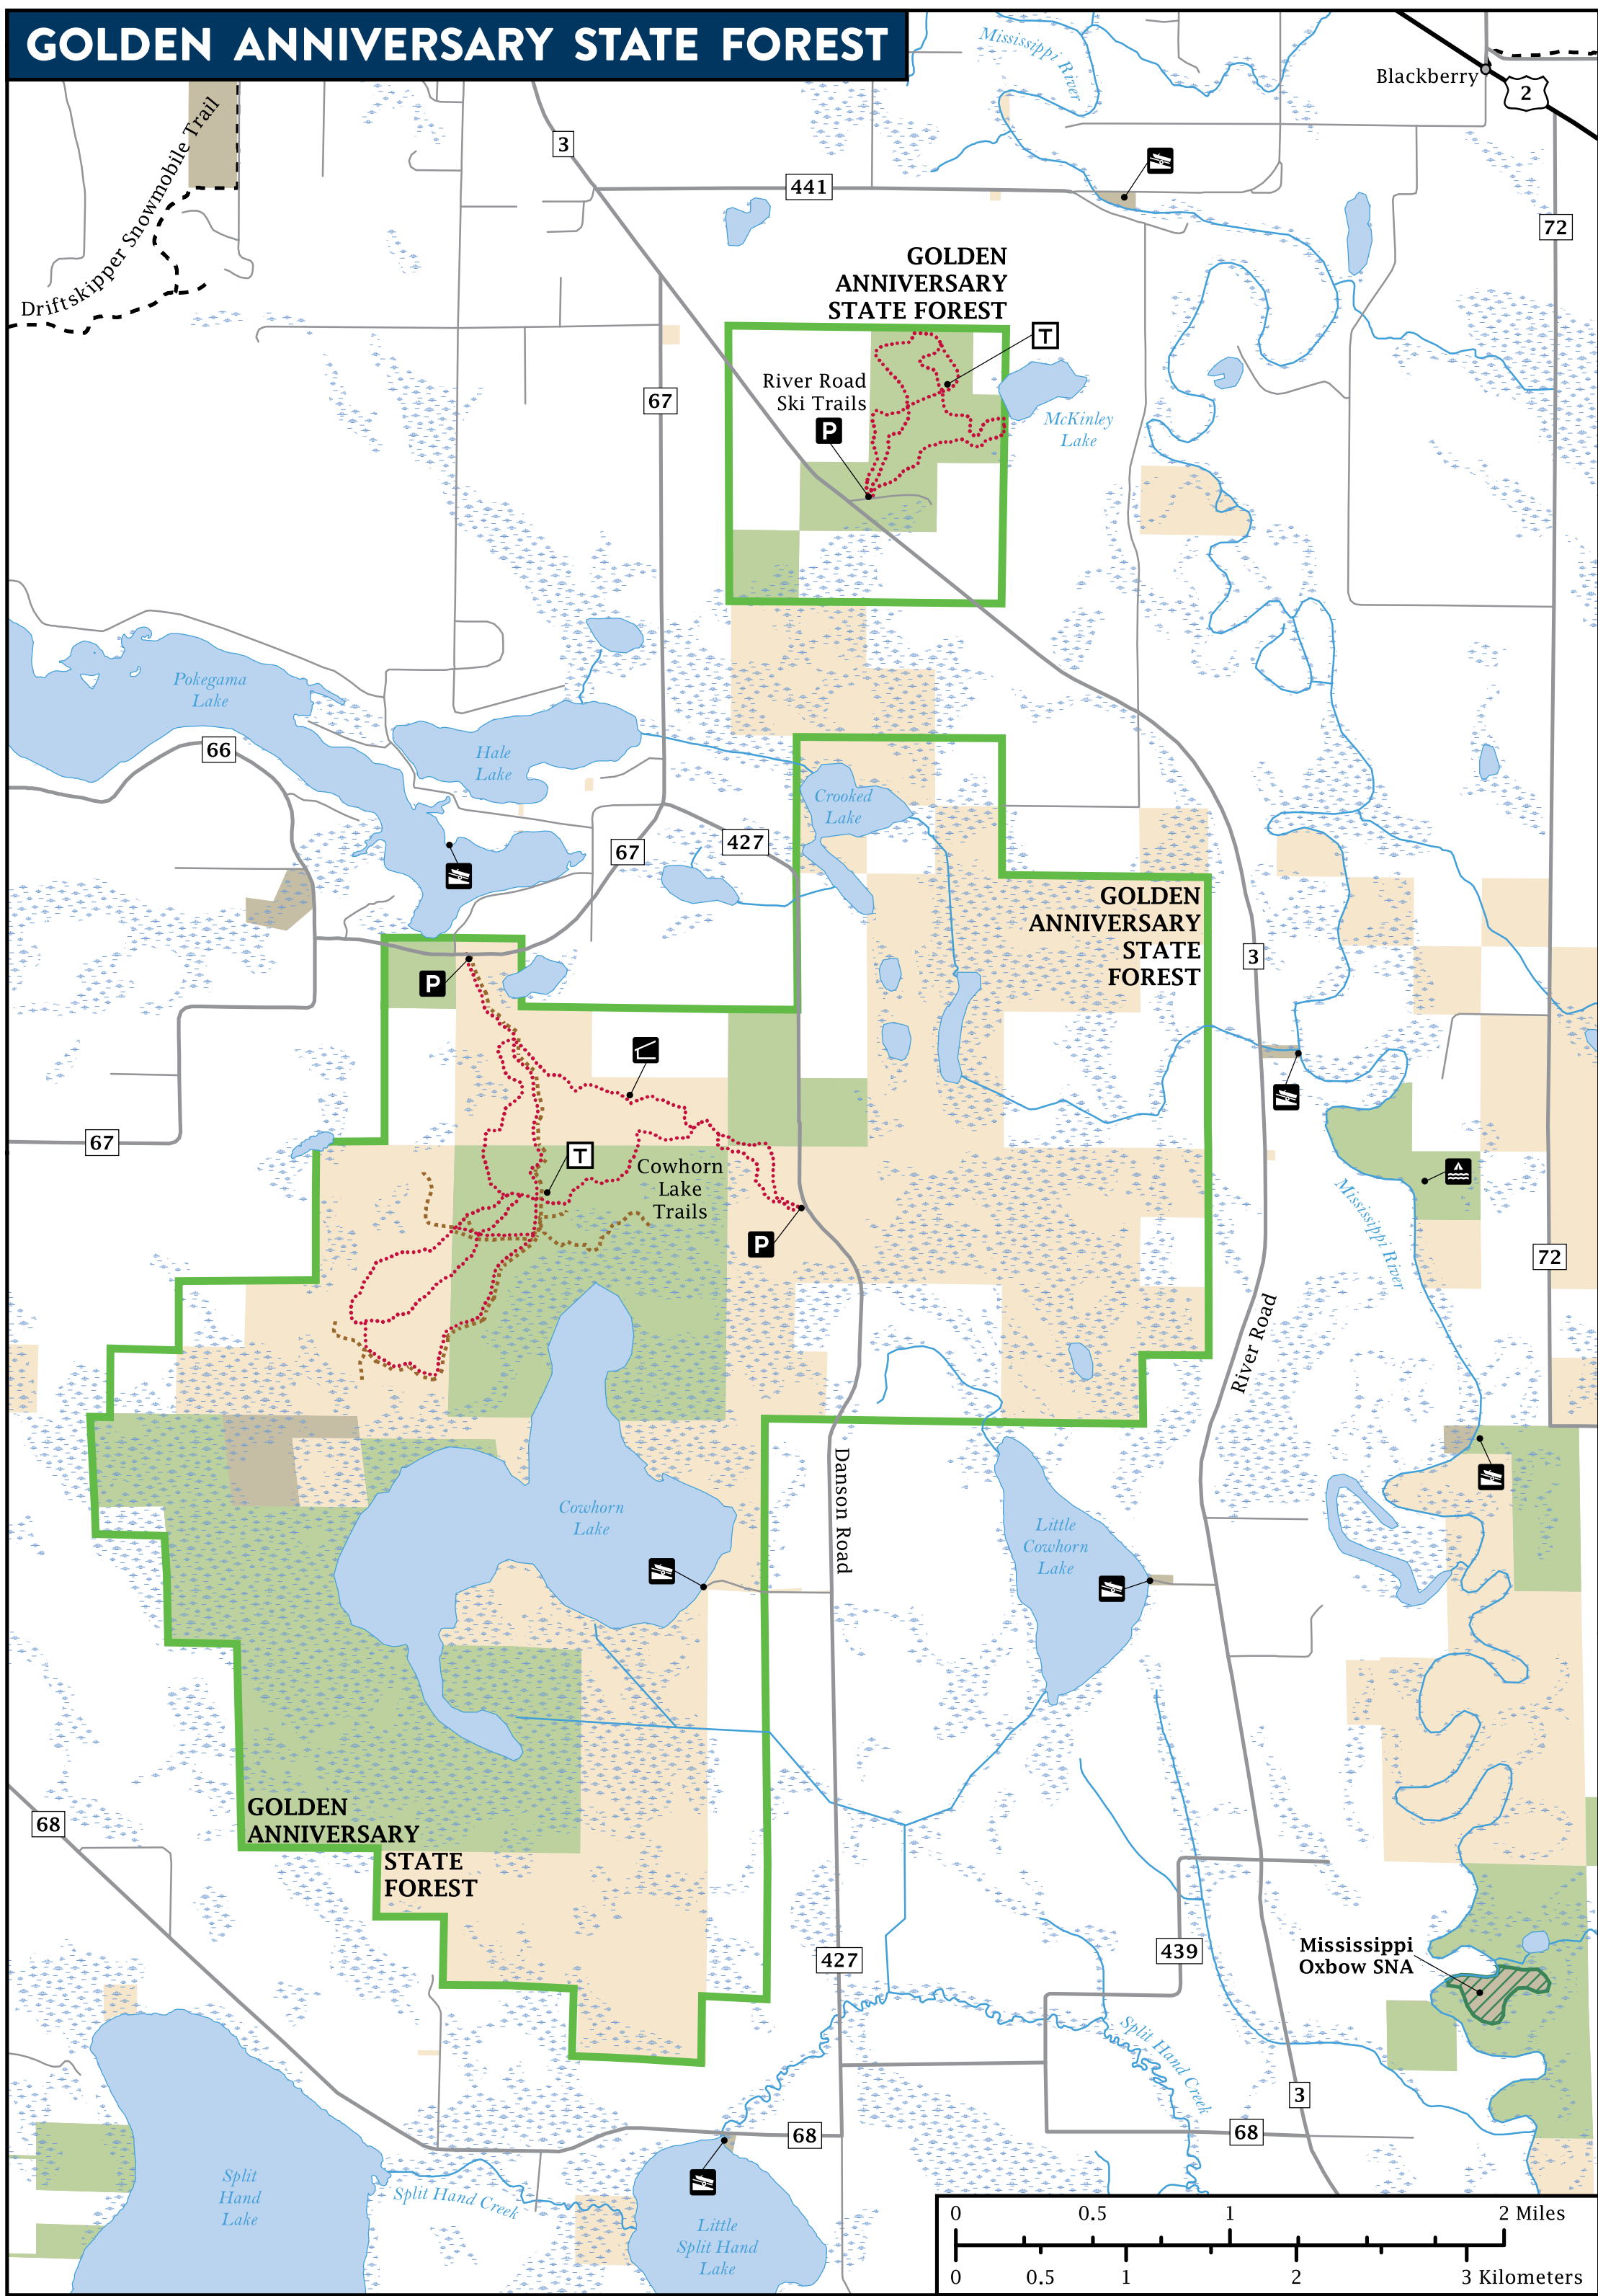 GOLDEN ANNIVERSARY STATE FOREST
Mississippi River
Blackberry
2
Driftskipper Snowmobile Trail
3
441
72
GOLDEN
ANNIVERSARY
STATE FOREST
T
River Road
Ski Trails
P
67
McKinley
Lake
Pokegama
Lake
66
Hale
Lake
Crooked
Lake
427
67
GOLDEN
ANNIVERSARY
STATE
FOREST
3
P
67
T
Cowhorn
Lake
Trails
P
Mississippi River
72
River Road
Danson Road
Cowhorn
Lake
Little
Cowhorn
Lake
68
GOLDEN
ANNIVERSARY
STATE
FOREST
427
439
Mississippi
Oxbow SNA
Split Hand Creek
3
68
68
Split
Hand
Lake
Split Hand Creek
Little
Split Hand
Lake
0 0.5 1 2 Miles
0 0.5 1 2 3 Kilometers